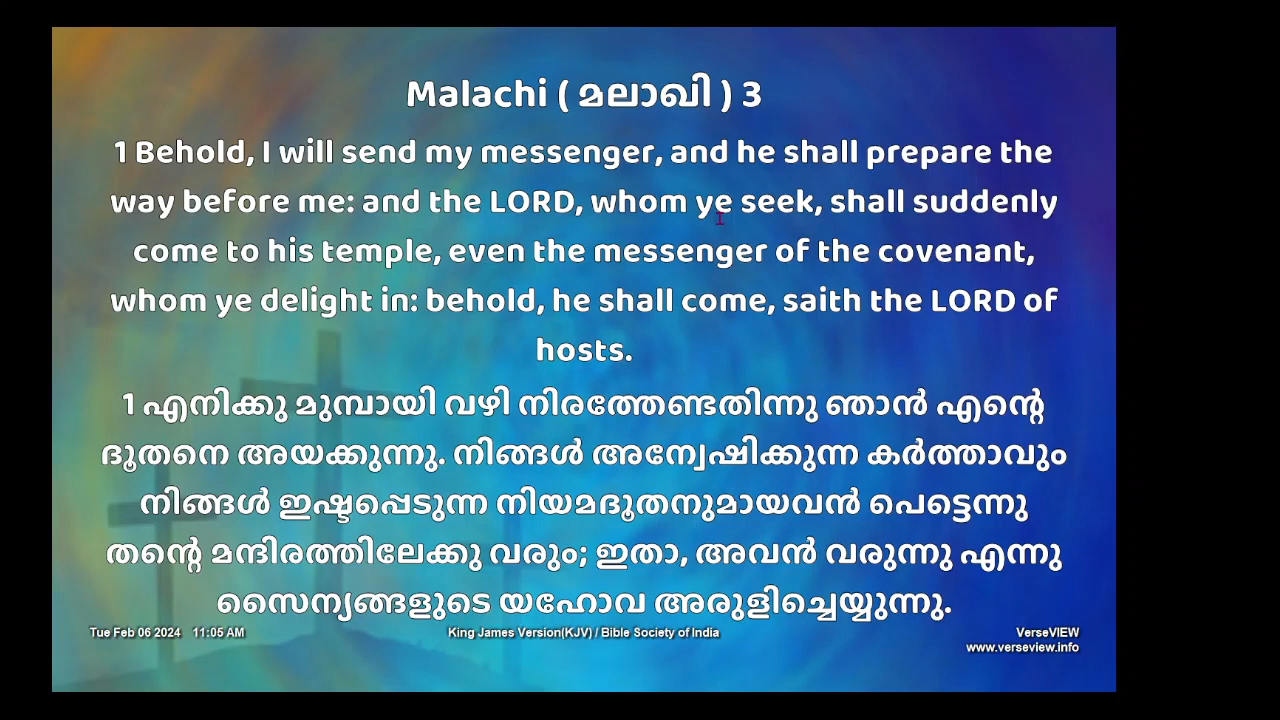 Malachi ( മലാഖി ) 3
1 Behold, I will send my messenger, and he shall prepare the
way before me: and the LORD, whom ye seek, shall suddenly
come to his temple, even the messenger of the covenant,
whom ye delight in: behold, he shall come, saith the LORD of
hosts.
1 എനിക്കു മുമ്പായി വഴി നിരത്തേണ്ടതിന്നു ഞാൻ എന്റെ
ദൂതനെ അയക്കുന്നു. നിങ്ങൾ അന്വേഷിക്കുന്ന കർത്താവും
നിങ്ങൾ ഇഷ്ടപ്പെടുന്ന നിയമദൂതനുമായവൻ പെട്ടെന്നു
തന്റെ മന്ദിരത്തിലേക്കു വരും; ഇതാ, അവൻ വരുന്നു എന്നു
സൈന്യങ്ങളുടെ യഹോവ അരുളിച്ചെയ്യുന്നു.
Tue Feb 06 2024 11:05 AM
King James Version(KJV) / Bible Society of India
VerseVIEW
www.verseview.info